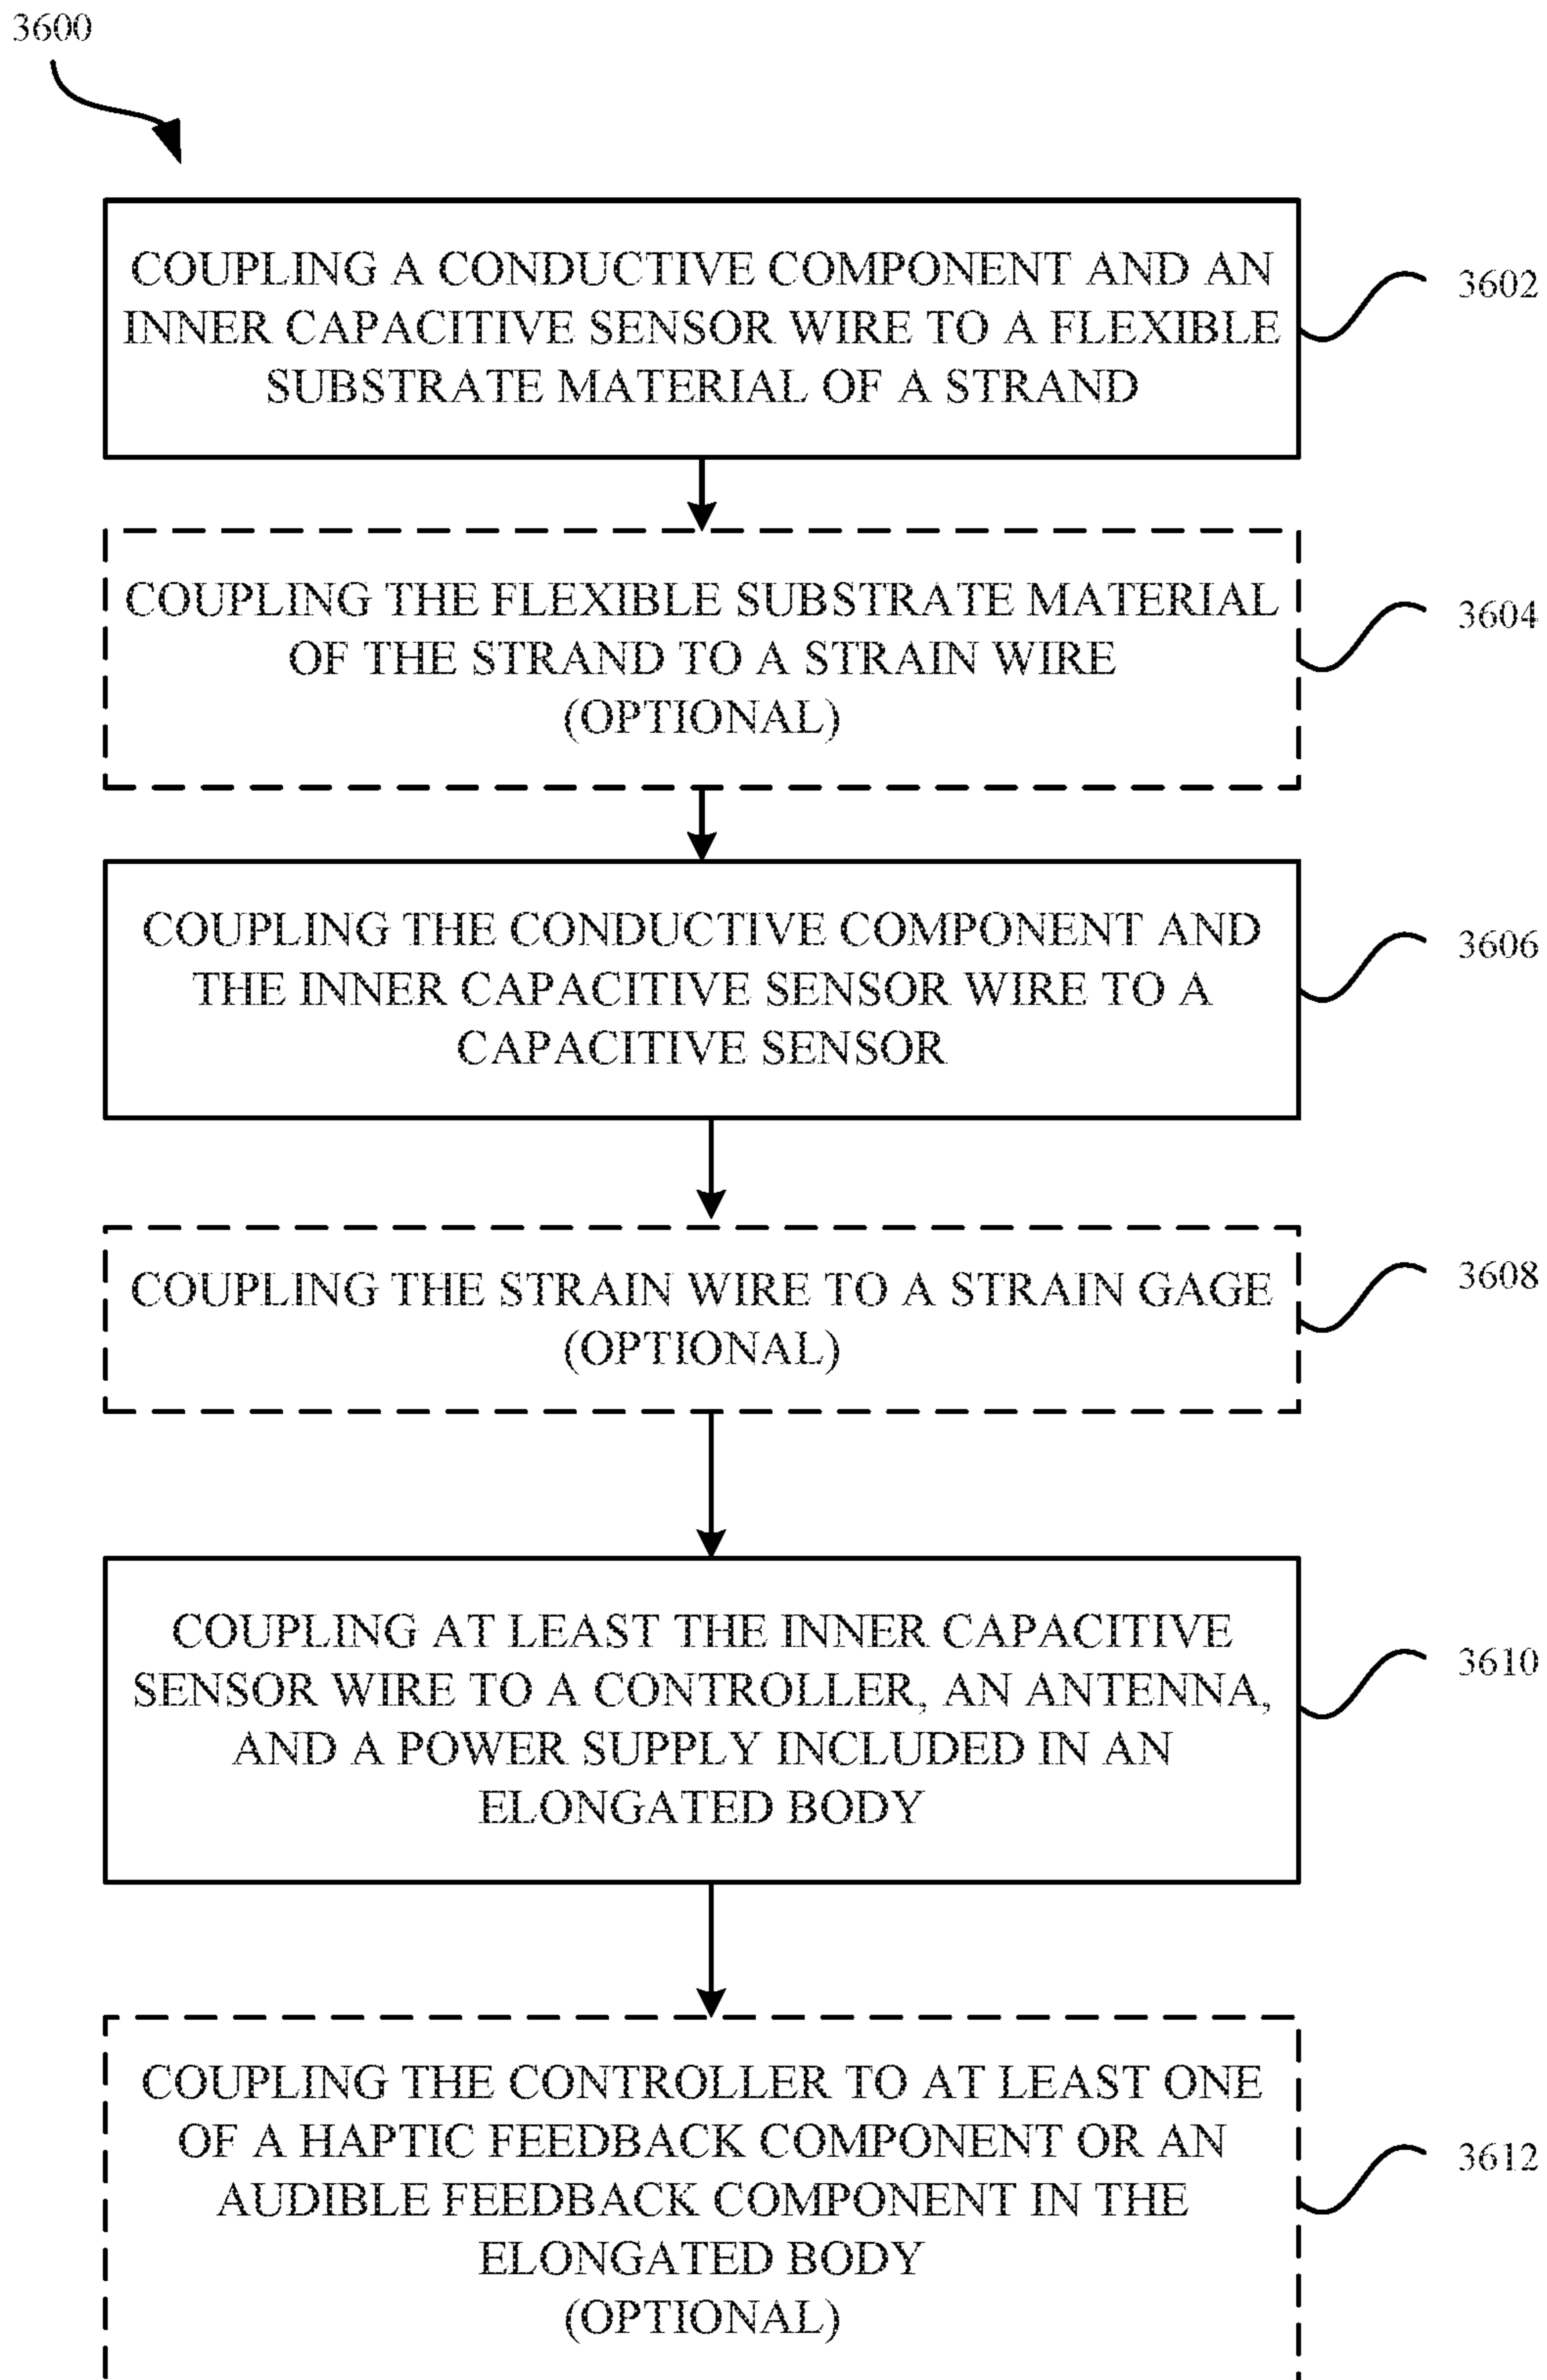 3600
COUPLING A CONDUCTIVE COMPONENT AND AN
INNER CAPACITIVE SENSOR WIRE TO A FLEXIBLE
SUBSTRATE MATERIAL OF A STRAND
3602
COUPLING THE FLEXIBLE SUBSTRATE MATERIAL
OF THE STRAND TO A STRAIN WIRE
(OPTIONAL)
3604
COUPLING THE CONDUCTIVE COMPONENT AND
THE INNER CAPACITIVE SENSOR WIRE TO A
CAPACITIVE SENSOR
3606
COUPLING THE STRAIN WIRE TO A STRAIN GAGE
(OPTIONAL)
3608
COUPLING AT LEAST THE INNER CAPACITIVE
SENSOR WIRE TO A CONTROLLER, AN ANTENNA,
AND A POWER SUPPLY INCLUDED IN AN
ELONGATED BODY
3610
COUPLING THE CONTROLLER TO AT LEAST ONE
OF A HAPTIC FEEDBACK COMPONENT OR AN
AUDIBLE FEEDBACK COMPONENT IN THE
ELONGATED BODY
(OPTIONAL)
3612